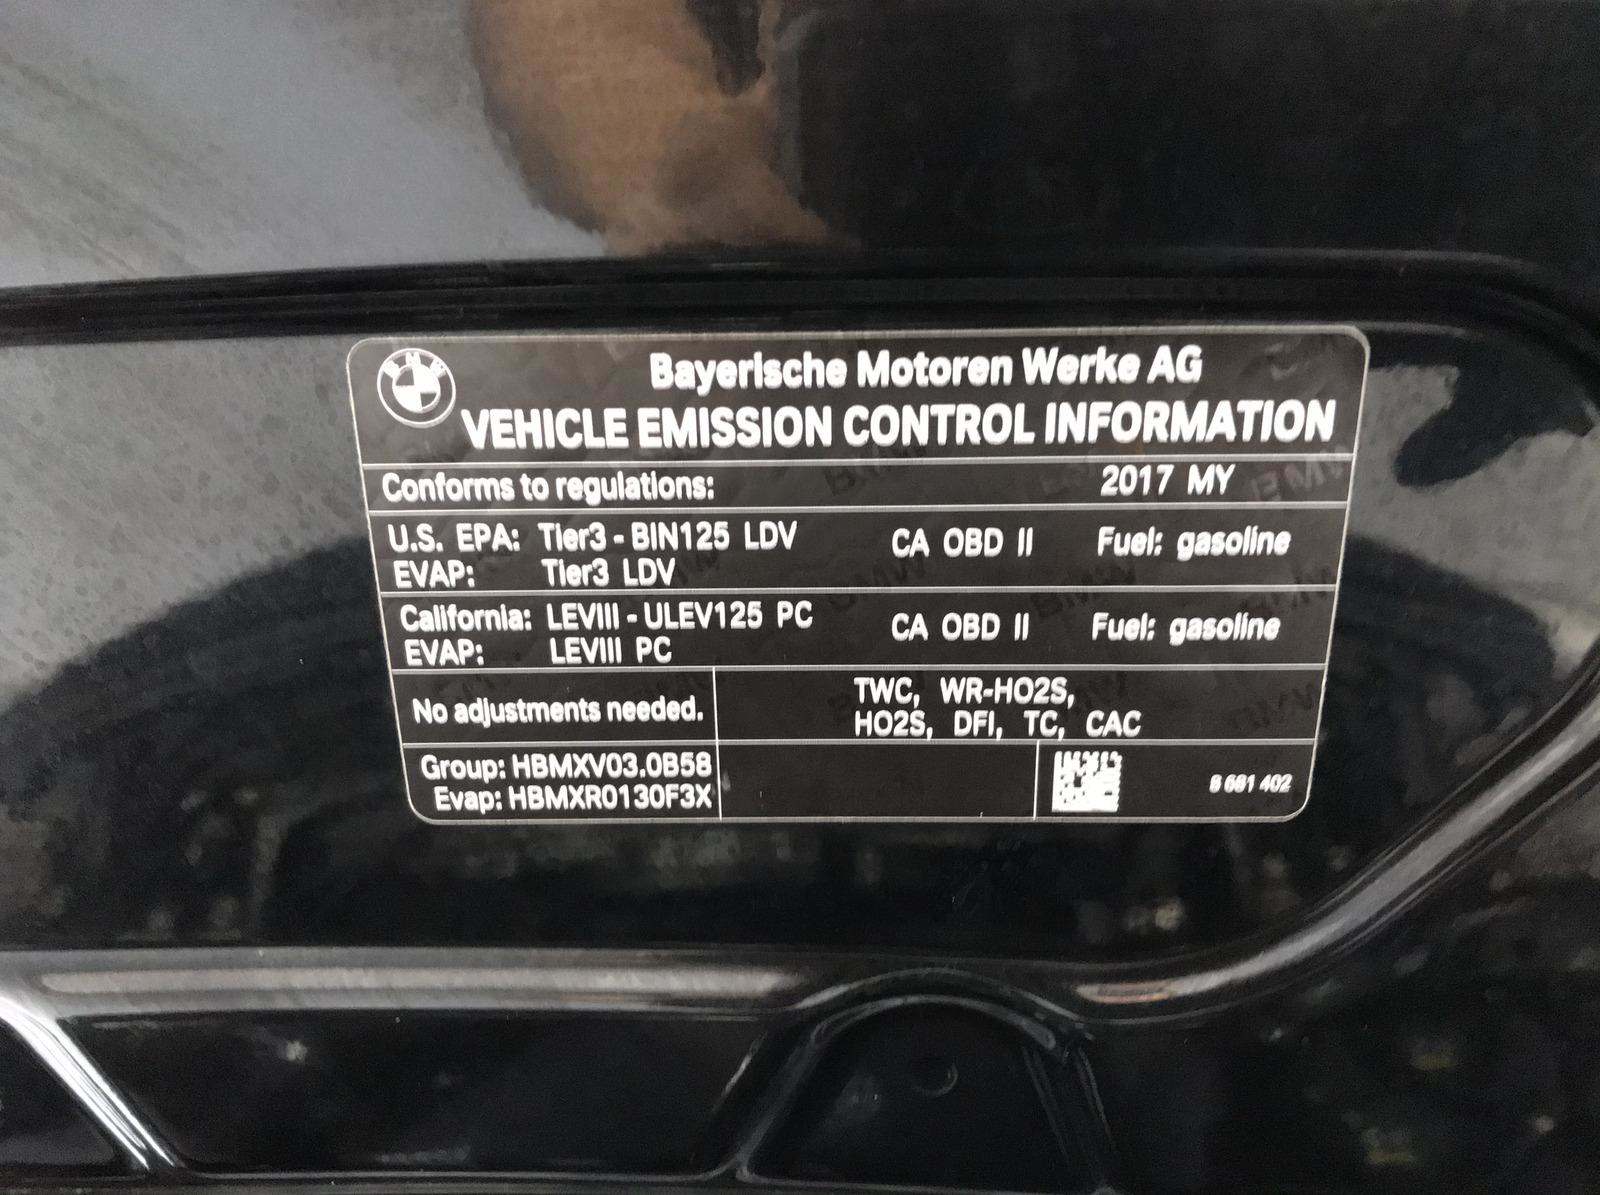 BMW
Bayerische Motoren Werke AG
VEHICLE EMISSION CONTROL INFORMATION
Conforms to regulations: 2017 MY
U.S. EPA: Tier3 - BIN125 LDV CA OBD II Fuel: gasoline
EVAP: Tier3 LDV
California: LEVIII - ULEV125 PC CA OBD II Fuel: gasoline
EVAP: LEVIII PC
No adjustments needed. TWC, WR-HO2S,
HO2S, DFI, TC, CAC
Group: HBMXV03.0B58
Evap: HBMXR0130F3X
8 681 402